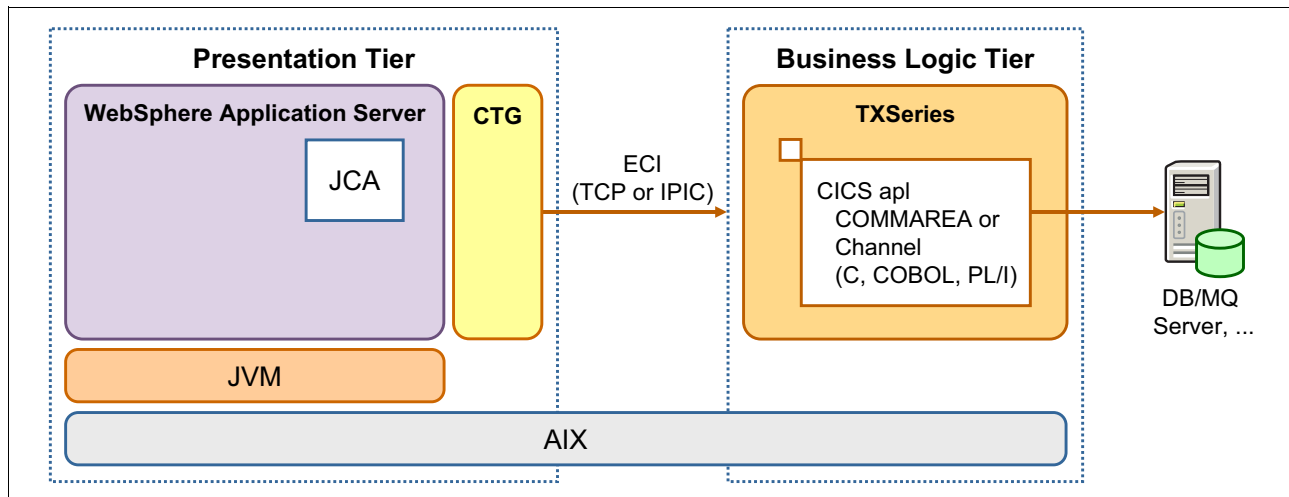 Presentation Tier
Business Logic Tier
WebSphere Application Server
CTG
TXSeries
JCA
ECI
(TCP or IPIC)
CICS apl
COMMAREA or
Channel
(C, COBOL, PL/I)
DB/MQ
Server, ...
JVM
AIX